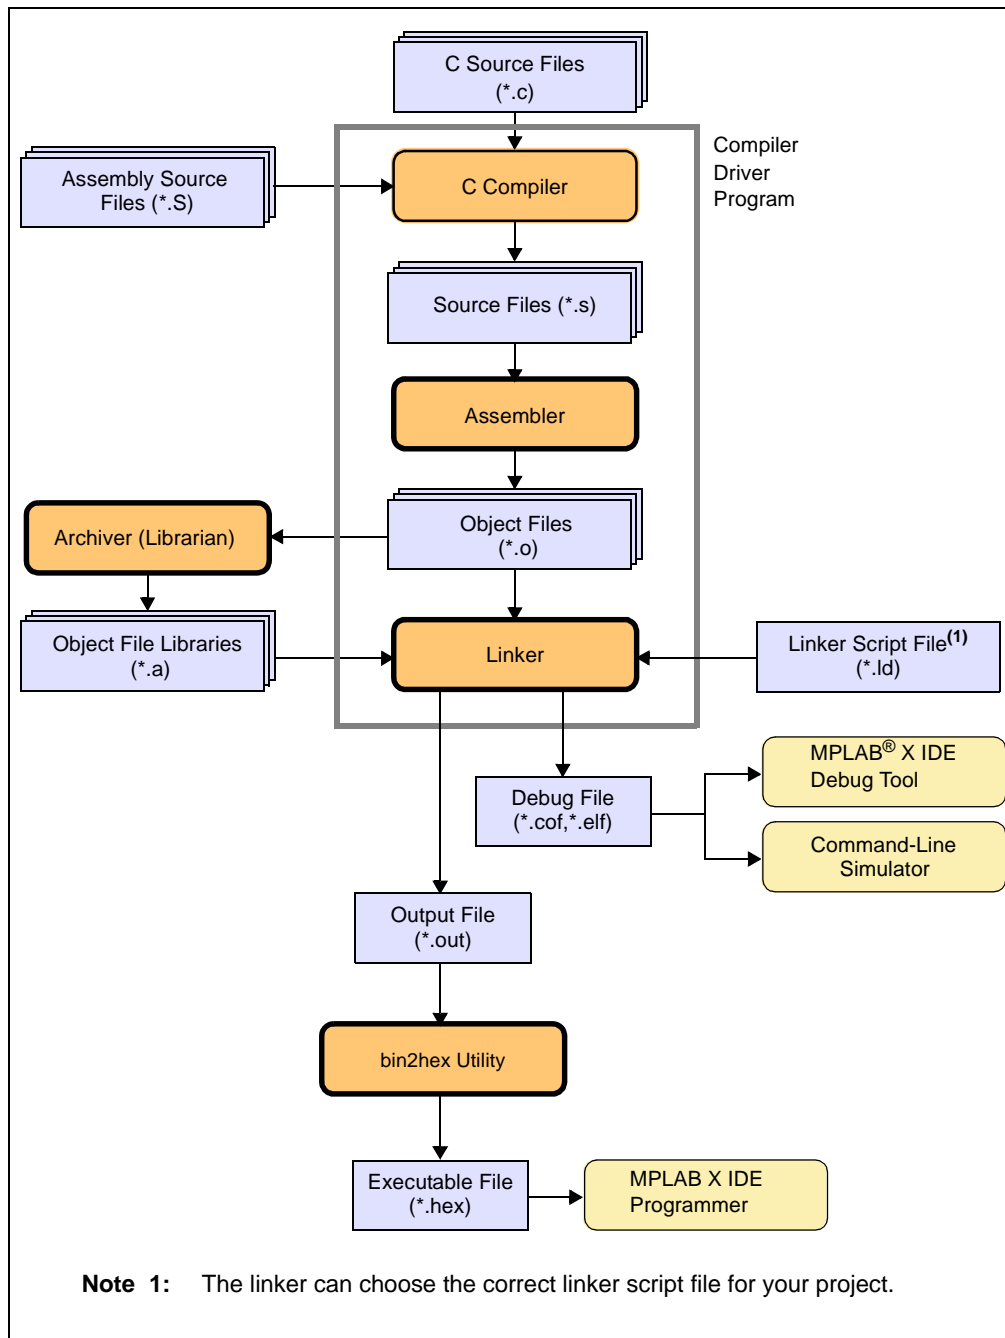 C Source Files
(*.c)
Compiler
Driver
Program
Assembly Source
Files (*.S)
C Compiler
Source Files (*.s)
Assembler
Archiver (Librarian)
Object Files
(*.o)
Object File Libraries
(*.a)
Linker
Linker Script File(1)
(*.ld)
MPLAB® X IDE
Debug Tool
Debug File
(*.cof,*.elf)
Command-Line
Simulator
Output File
(*.out)
bin2hex Utility
Executable File
(*.hex)
MPLAB X IDE
Programmer
Note 1: The linker can choose the correct linker script file for your project.